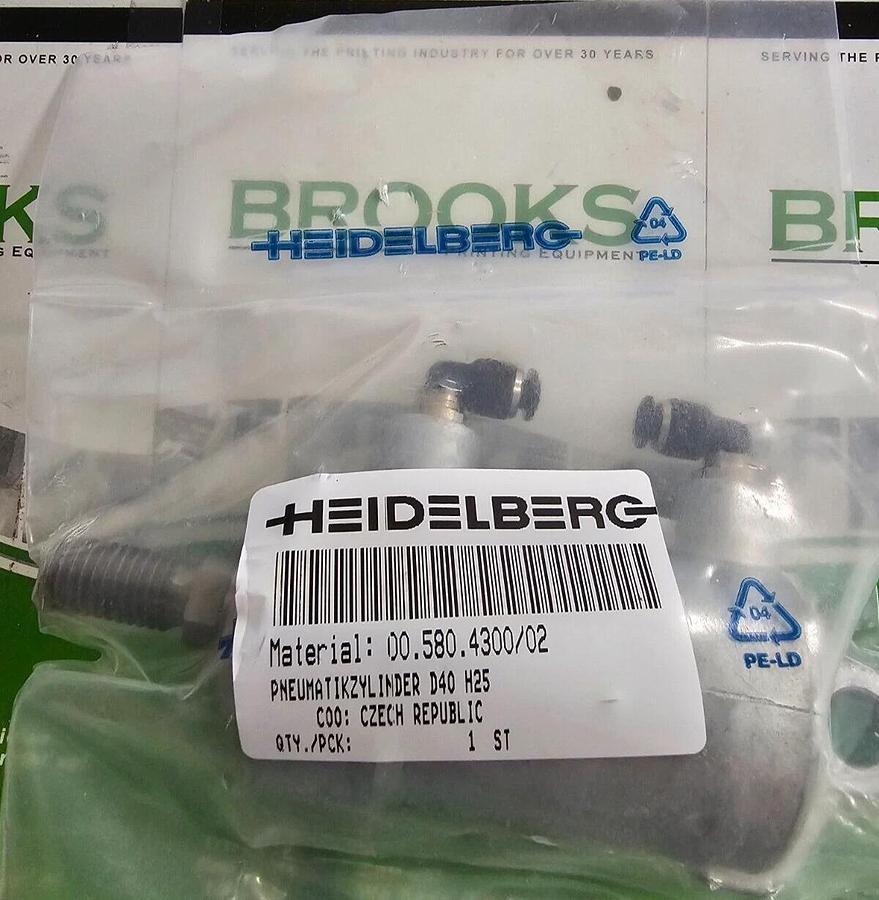 OR OVER 30 YEARS
SERVING THE PRINTING INDUSTRY FOR OVER 30 YEARS
SERVING THE P
KS
NG EQUIPMENT
BROOKS
PRINTING EQUIPMENT
BR
HEIDELBERG
04
PE-LD
HEIDELBERG
Material: 00.580.4300/02
PNEUMATIKZYLINDER D40 H25
COO: CZECH REPUBLIC
QTY./PCK: 1 ST
04
PE-LD